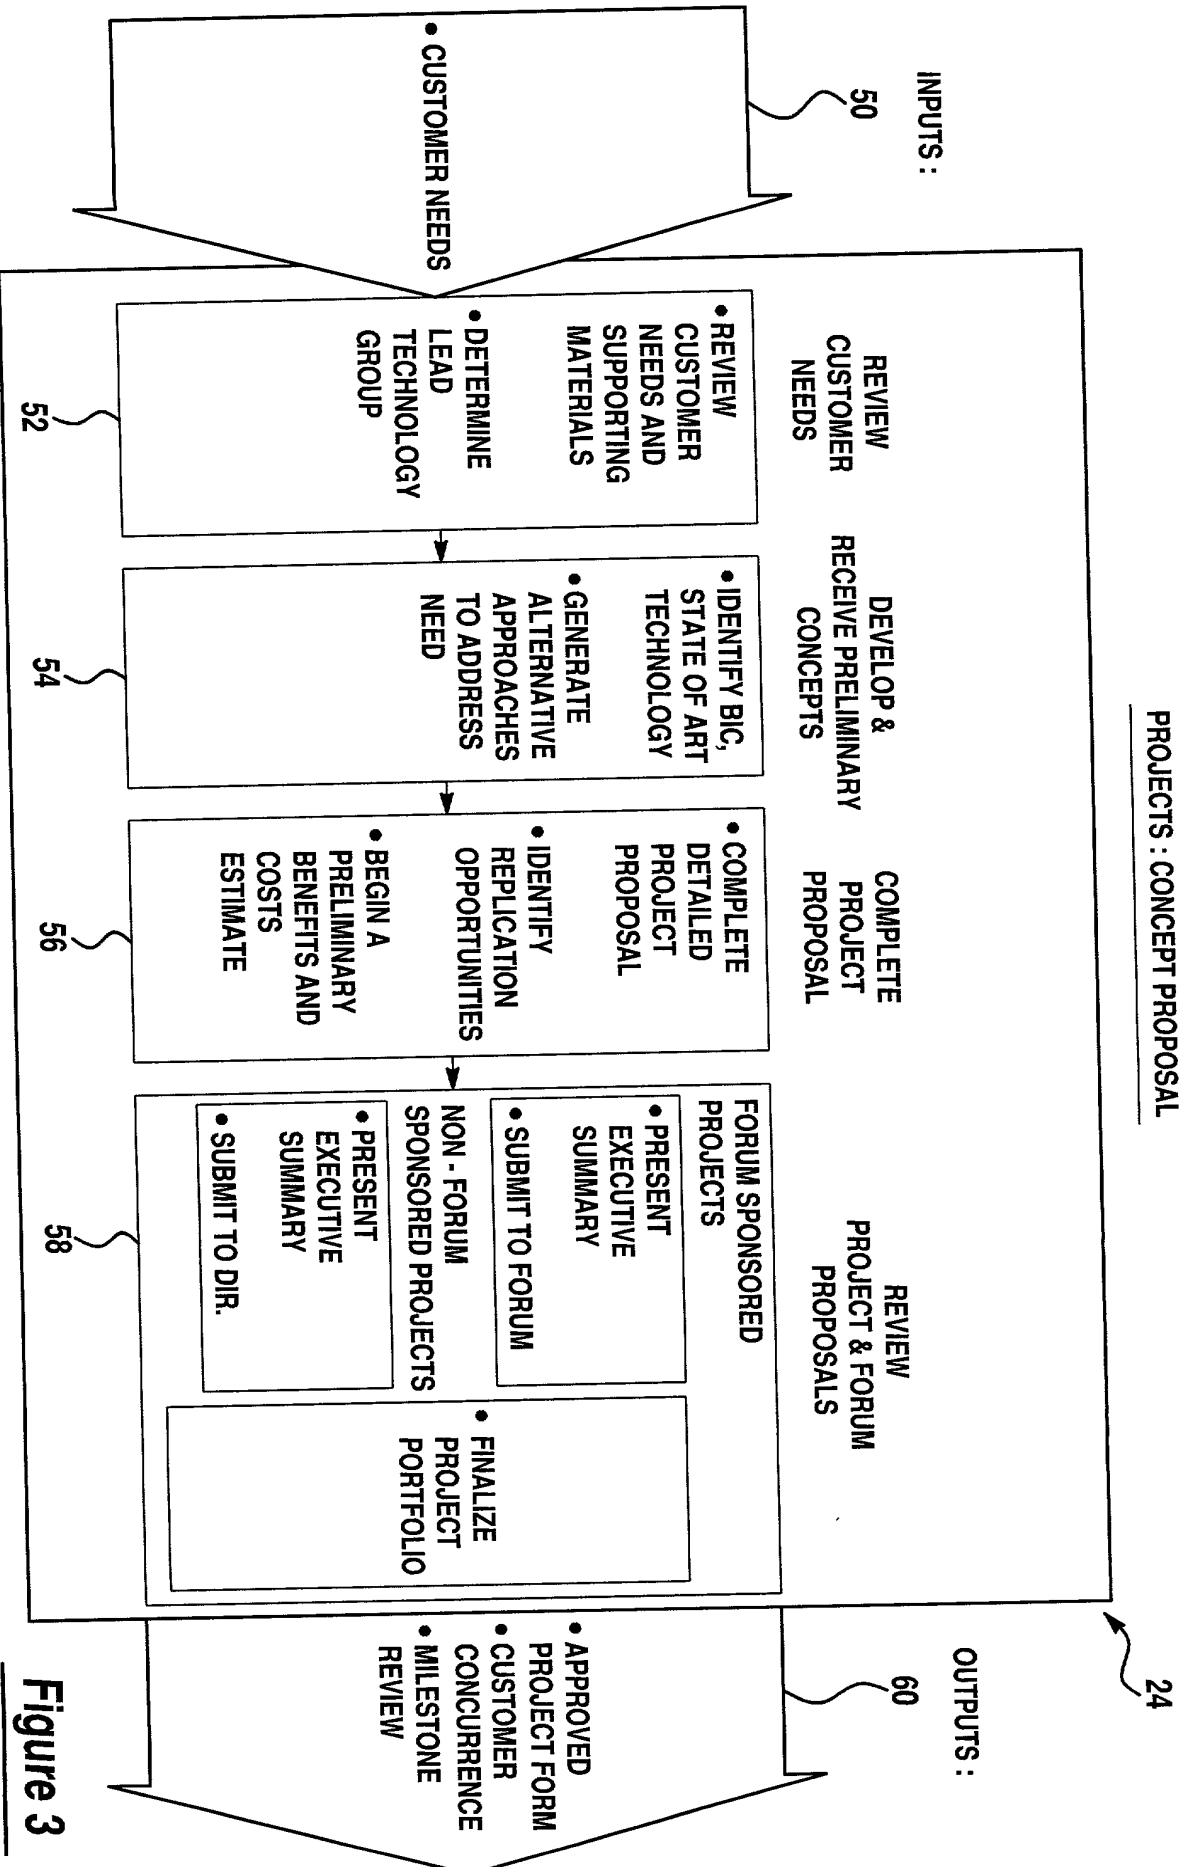 PROJECTS : CONCEPT PROPOSAL
24
INPUTS :
50
• CUSTOMER NEEDS
REVIEW
CUSTOMER
NEEDS
• REVIEW
CUSTOMER
NEEDS AND
SUPPORTING
MATERIALS
• DETERMINE
LEAD
TECHNOLOGY
GROUP
52
DEVELOP &
RECEIVE PRELIMINARY
CONCEPTS
• IDENTIFY BIC,
STATE OF ART
TECHNOLOGY
• GENERATE
ALTERNATIVE
APPROACHES
TO ADDRESS
NEED
54
COMPLETE
PROJECT
PROPOSAL
• COMPLETE
DETAILED
PROJECT
PROPOSAL
• IDENTIFY
REPLICATION
OPPORTUNITIES
• BEGIN A
PRELIMINARY
BENEFITS AND
COSTS
ESTIMATE
56
REVIEW
PROJECT & FORUM
PROPOSALS
FORUM SPONSORED
PROJECTS
• PRESENT
EXECUTIVE
SUMMARY
• SUBMIT TO FORUM
NON - FORUM
SPONSORED PROJECTS
• PRESENT
EXECUTIVE
SUMMARY
• SUBMIT TO DIR.
• FINALIZE
PROJECT
PORTFOLIO
58
OUTPUTS :
60
• APPROVED
PROJECT FORM
• CUSTOMER
CONCURRENCE
• MILESTONE
REVIEW
Figure 3